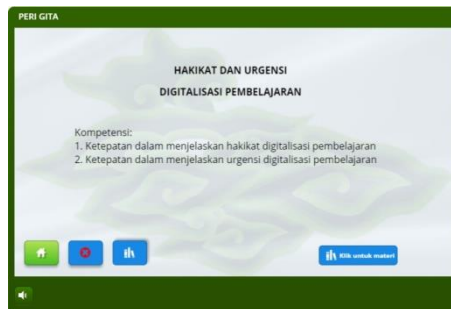 PERI GITA
HAKIKAT DAN URGENSI
DIGITALISASI PEMBELAJARAN
Kompetensi:
1. Ketepatan dalam menjelaskan hakikat digitalisasi pembelajaran
2. Ketepatan dalam menjelaskan urgensi digitalisasi pembelajaran
Klik untuk materi